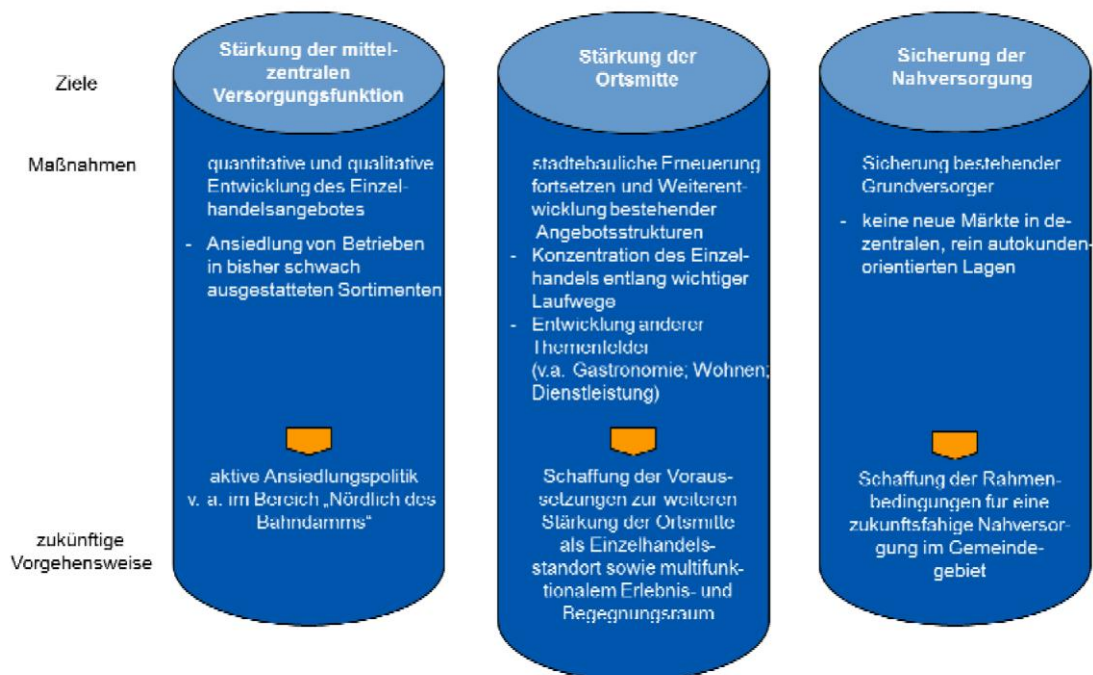 Ziele
Stärkung der mittel-
zentralen
Versorgungsfunktion
Stärkung der
Ortsmitte
Sicherung der
Nahversorgung
Maßnahmen
quantitative und qualitative
Entwicklung des Einzel-
handelsangebotes
- Ansiedlung von Betrieben
in bisher schwach
ausgestatteten Sortimenten
stadtebauliche Erneuerung
fortsetzen und Weiterent-
wicklung bestehender
Angebotsstrukturen
- Konzentration des Einzel-
handels entlang wichtiger
Laufwege
- Entwicklung anderer
Themenfelder
(v.a. Gastronomie; Wohnen;
Dienstleistung)
Sicherung bestehender
Grundversorger
- keine neue Märkte in de-
zentralen, rein autokunden-
orientierten Lagen
zukünftige
Vorgehensweise
aktive Ansiedlungspolitik
v. a. im Bereich „Nördlich des
Bahndamms“
Schaffung der Voraus-
setzungen zur weiteren
Stärkung der Ortsmitte
als Einzelhandels-
standort sowie multifunk-
tionalem Erlebnis- und
Begegnungsraum
Schaffung der Rahmen-
bedingungen fur eine
zukunftsfahige Nahversor-
gung im Gemeinde-
gebiet